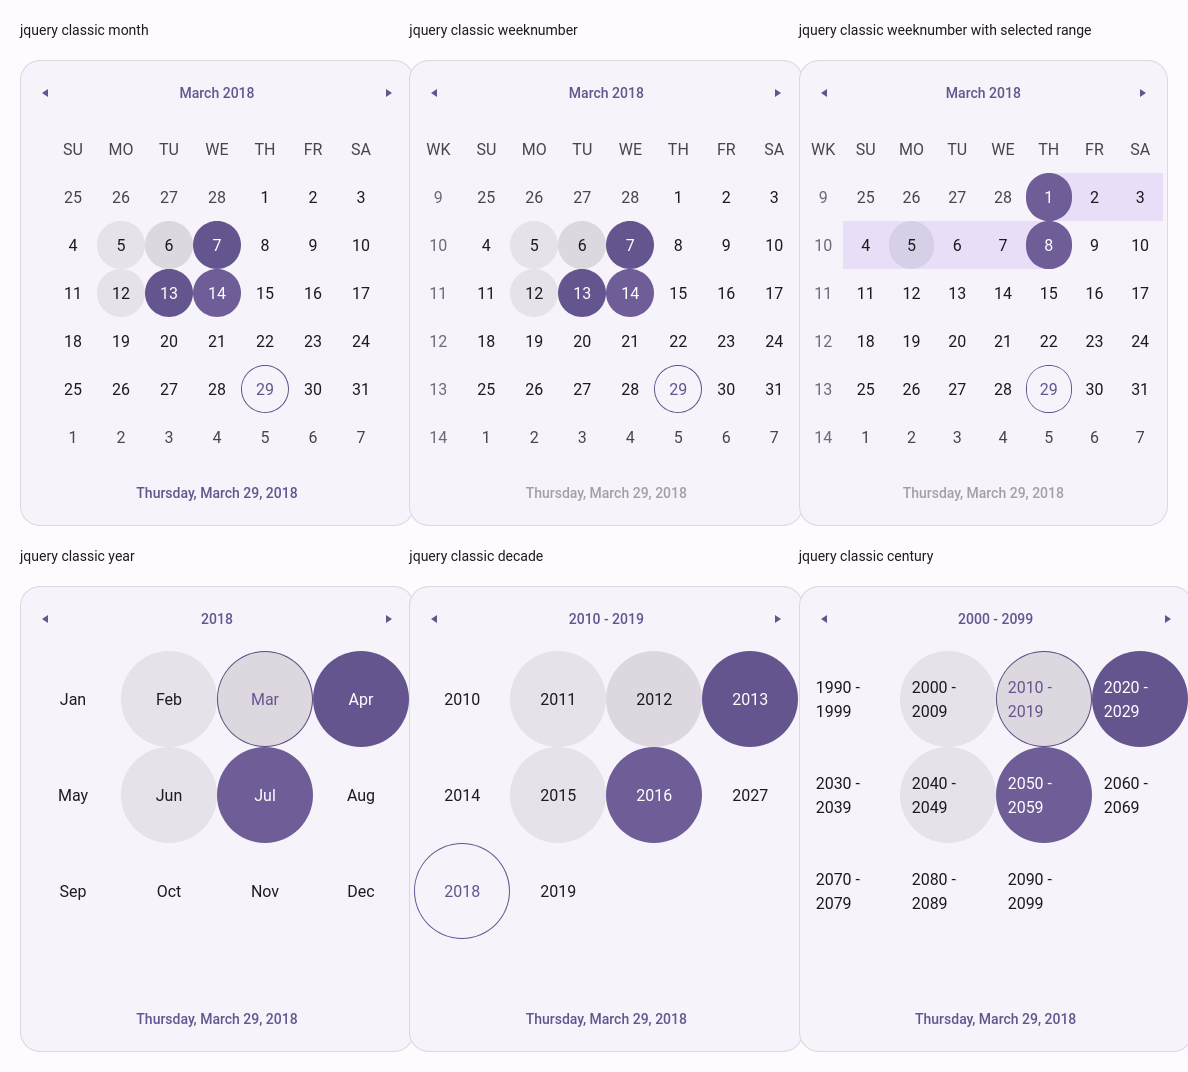 jquery classic month
March 2018
SU MO TU WE TH FR SA
25 26 27 28 1 2 3
4 5 6 7 8 9 10
11 12 13 14 15 16 17
18 19 20 21 22 23 24
25 26 27 28 29 30 31
1 2 3 4 5 6 7
Thursday, March 29, 2018
jquery classic weeknumber
March 2018
WK SU MO TU WE TH FR SA
9 25 26 27 28 1 2 3
10 4 5 6 7 8 9 10
11 11 12 13 14 15 16 17
12 18 19 20 21 22 23 24
13 25 26 27 28 29 30 31
14 1 2 3 4 5 6 7
Thursday, March 29, 2018
jquery classic weeknumber with selected range
March 2018
WK SU MO TU WE TH FR SA
9 25 26 27 28 1 2 3
10 4 5 6 7 8 9 10
11 11 12 13 14 15 16 17
12 18 19 20 21 22 23 24
13 25 26 27 28 29 30 31
14 1 2 3 4 5 6 7
Thursday, March 29, 2018
jquery classic year
2018
Jan Feb Mar Apr
May Jun Jul Aug
Sep Oct Nov Dec
Thursday, March 29, 2018
jquery classic decade
2010 - 2019
2010 2011 2012 2013
2014 2015 2016 2027
2018 2019
Thursday, March 29, 2018
jquery classic century
2000 - 2099
1990 - 2000 - 2010 - 2020 -
1999 2009 2019 2029
2030 - 2040 - 2050 - 2060 -
2039 2049 2059 2069
2070 - 2080 - 2090 -
2079 2089 2099
Thursday, March 29, 2018